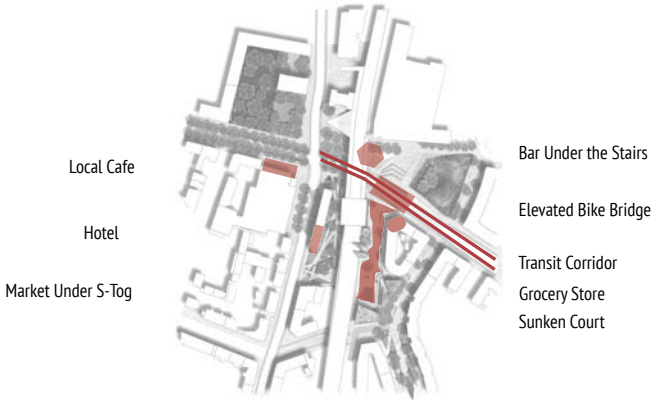 Local Cafe
Hotel
Market Under S-Tog
Bar Under the Stairs
Elevated Bike Bridge
Transit Corridor
Grocery Store
Sunken Court